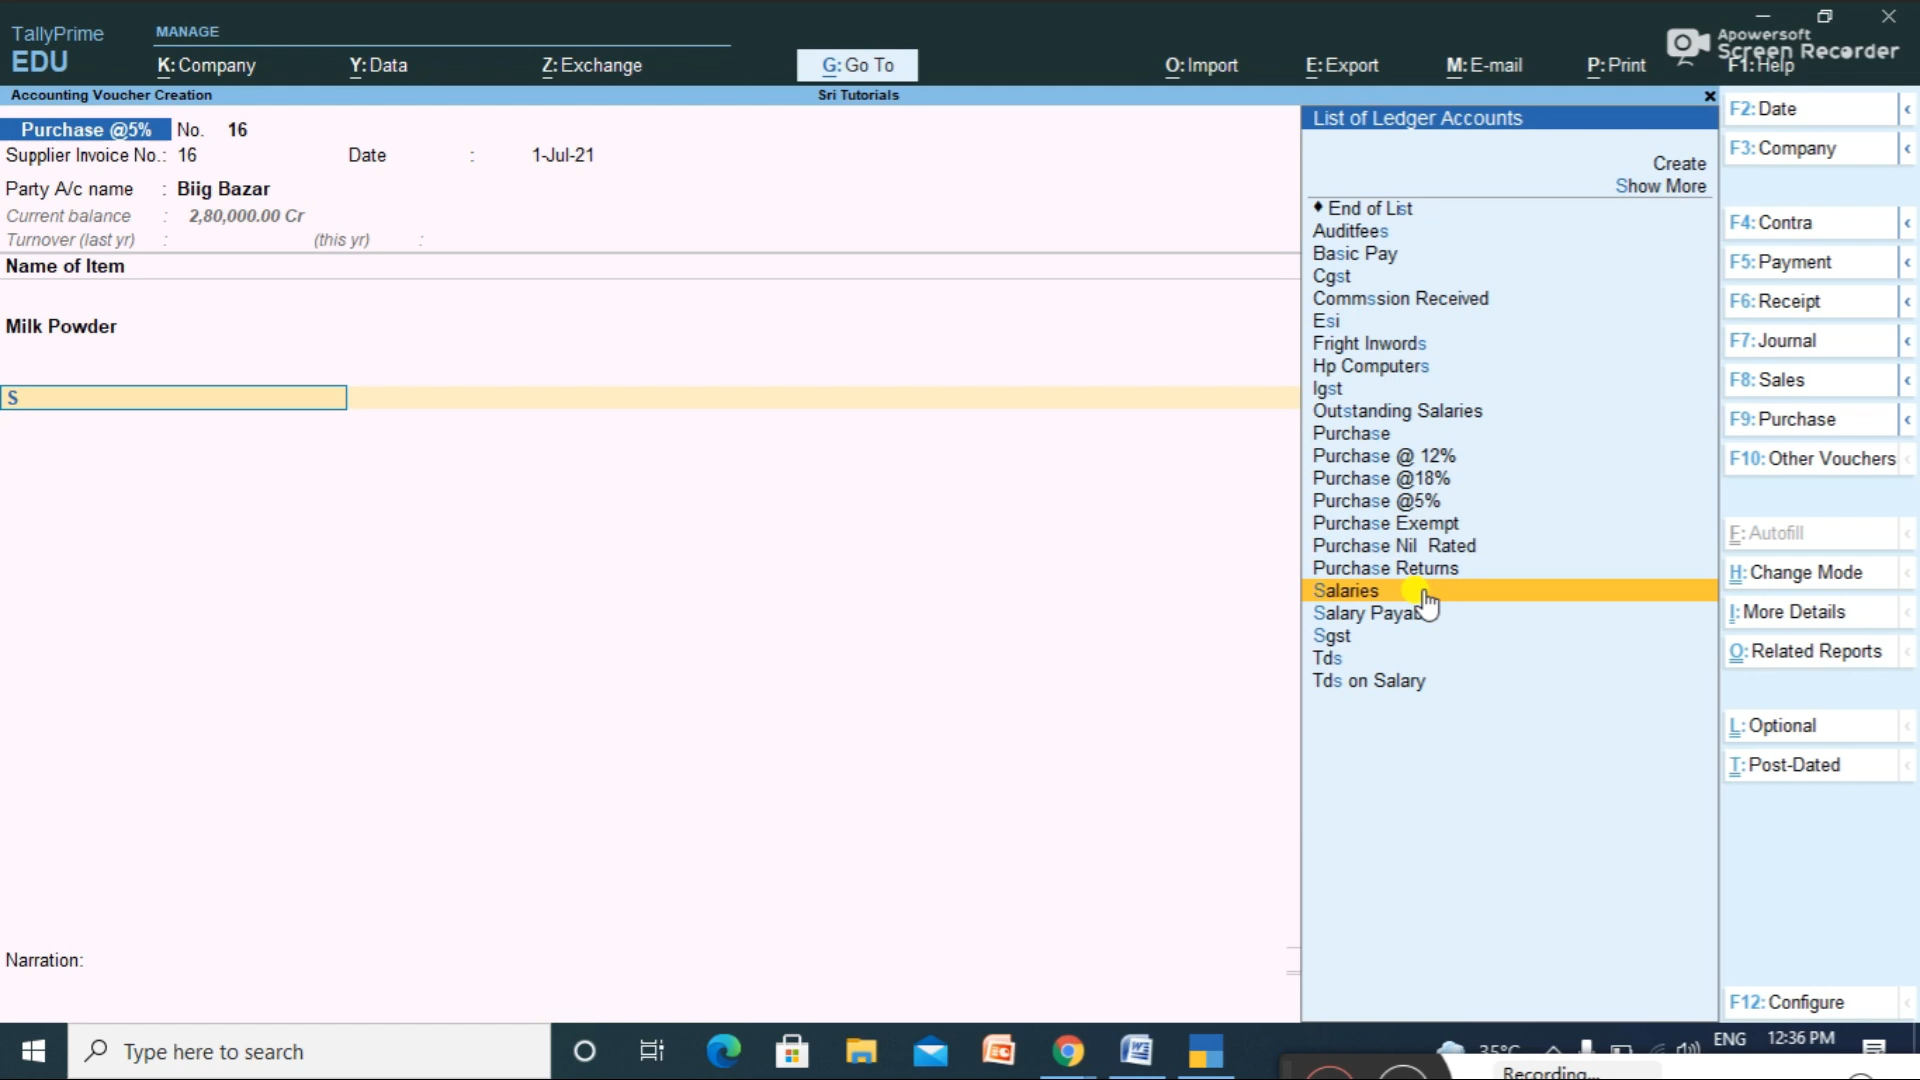 TallyPrime
EDU
MANAGE
K: Company
Y: Data
Z: Exchange
G: Go To
O: Import
E: Export
M: E-mail
P: Print
F1: Help
Apowersoft
Screen Recorder
Accounting Voucher Creation
Sri Tutorials
Purchase @5% No. 16
Supplier Invoice No.: 16 Date : 1-Jul-21
Party A/c name : Biig Bazar
Current balance : 2,80,000.00 Cr
Turnover (last yr) : (this yr) :
Name of Item
Milk Powder
S
Narration:
List of Ledger Accounts
Create
Show More
♦ End of List
Auditfees
Basic Pay
Cgst
Commssion Received
Esi
Fright Inwords
Hp Computers
Igst
Outstanding Salaries
Purchase
Purchase @ 12%
Purchase @18%
Purchase @5%
Purchase Exempt
Purchase Nil Rated
Purchase Returns
Salaries
Salary
Sgst
Tds
Tds on Salary
F2: Date
F3: Company
F4: Contra
F5: Payment
F6: Receipt
F7: Journal
F8: Sales
F9: Purchase
F10: Other Vouchers
F: Autofill
H: Change Mode
I: More Details
O: Related Reports
L: Optional
T: Post-Dated
F12: Configure
Type here to search
35°C
ENG
12:36 PM
Recording...